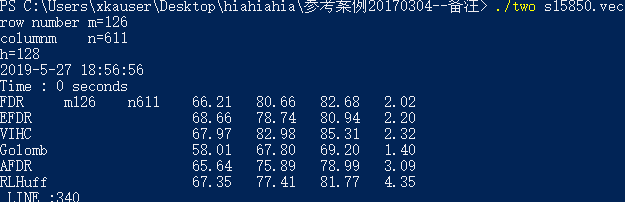 PS C:\Users\xkauser\Desktop\hiahiahia\参考案例20170304--备注> ./two s15850.vec
row number m=126
columnm    n=611
h=128
2019-5-27 18:56:56
Time : 0 seconds
FDR    m126    n611    66.21    80.66    82.68    2.02
EFDR    68.66    78.74    80.94    2.20
VIHC    67.97    82.98    85.31    2.32
Golomb    58.01    67.80    69.20    1.40
AFDR    65.64    75.89    78.99    3.09
RLHuff    67.35    77.41    81.77    4.35
LINE :340